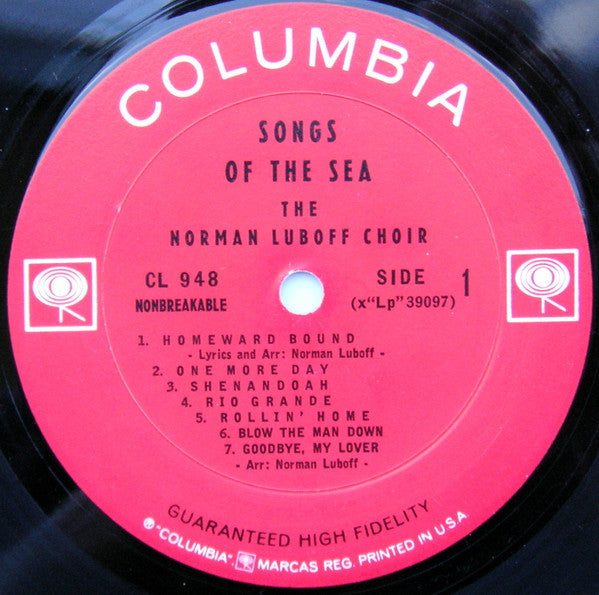 COLUMBIA
SONGS
OF THE SEA
THE
NORMAN LUBOFF CHOIR
CL 948 SIDE 1
NONBREAKABLE (x"Lp"39097)
1. HOMEWARD BOUND
- Lyrics and Arr: Norman Luboff -
2. ONE MORE DAY
3. SHENANDOAH
4. RIO GRANDE
5. ROLLIN' HOME
6. BLOW THE MAN DOWN
7. GOODBYE, MY LOVER
- Arr: Norman Luboff -
GUARANTEED HIGH FIDELITY
® "COLUMBIA", MARCAS REG. PRINTED IN U.S.A.